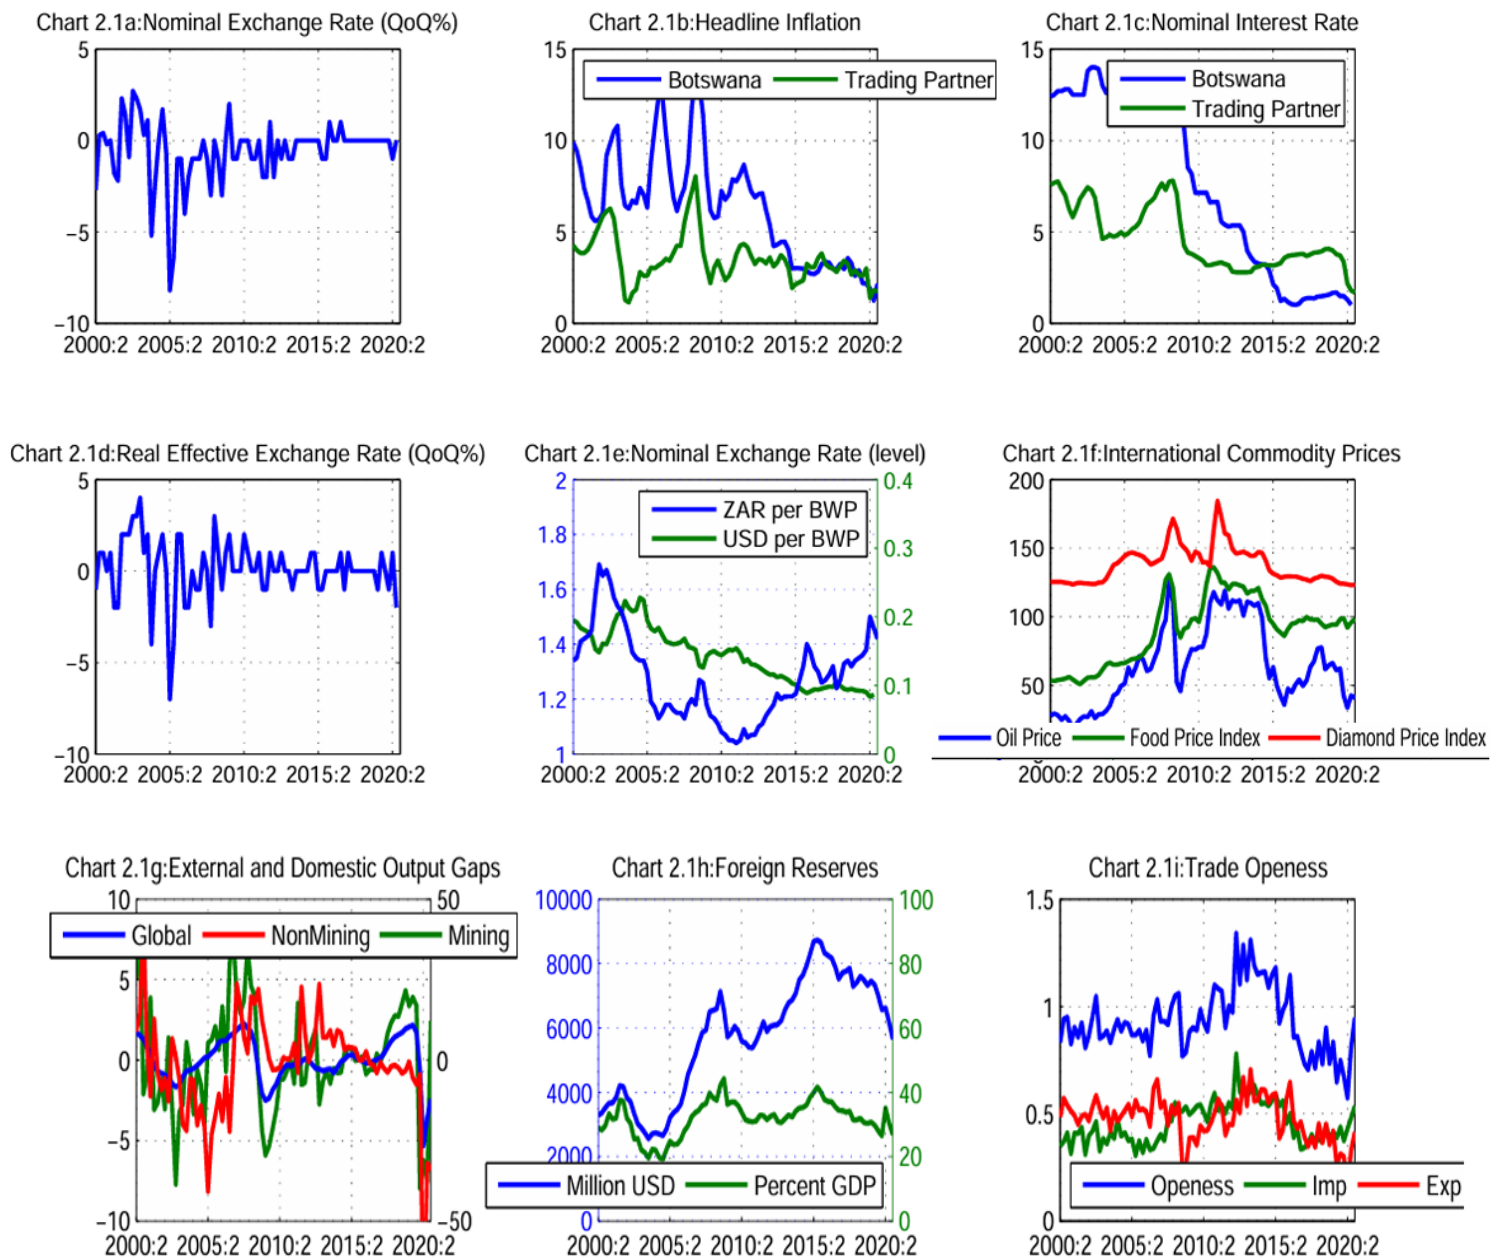 Chart 2.1a:Nominal Exchange Rate (QoQ%)
5
0
−5
−10
2000:2 2005:2 2010:2 2015:2 2020:2
Chart 2.1b:Headline Inflation
15
Botswana Trading Partner
10
5
0
2000:2 2005:2 2010:2 2015:2 2020:2
Chart 2.1c:Nominal Interest Rate
15
Botswana
Trading Partner
10
5
0
2000:2 2005:2 2010:2 2015:2 2020:2
Chart 2.1d:Real Effective Exchange Rate (QoQ%)
5
0
−5
−10
2000:2 2005:2 2010:2 2015:2 2020:2
Chart 2.1e:Nominal Exchange Rate (level)
2 0.4
ZAR per BWP
USD per BWP
1.8
0.3
1.6
1.4 0.2
1.2 0.1
1 0
2000:2 2005:2 2010:2 2015:2 2020:2
Chart 2.1f:International Commodity Prices
200
150
100
50
Oil Price Food Price Index Diamond Price Index
2000:2 2005:2 2010:2 2015:2 2020:2
Chart 2.1g:External and Domestic Output Gaps
10 50
Global NonMining Mining
5
0 0
−5
−10 −50
2000:2 2005:2 2010:2 2015:2 2020:2
Chart 2.1h:Foreign Reserves
10000 100
8000 80
6000 60
4000 40
2000 20
Million USD Percent GDP
0 0
2000:2 2005:2 2010:2 2015:2 2020:2
Chart 2.1i:Trade Openess
1.5
1
0.5
Openess Imp Exp
0
2000:2 2005:2 2010:2 2015:2 2020:2